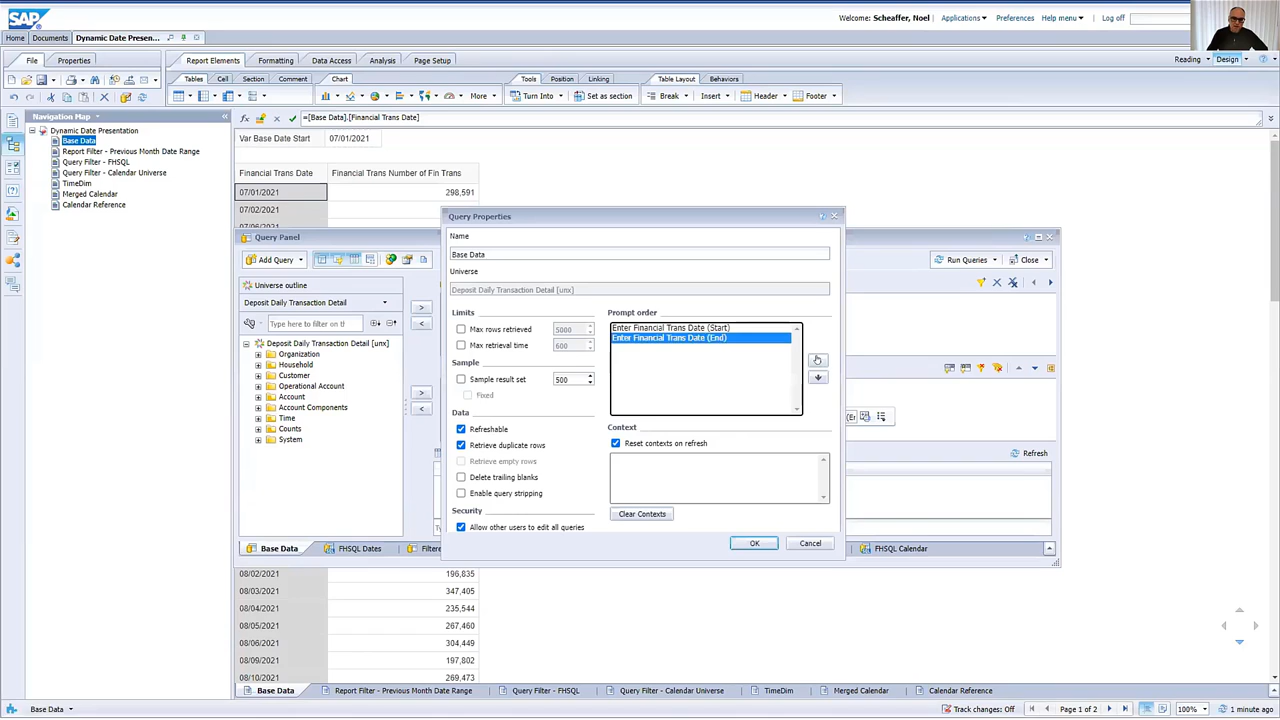 SAP
Welcome: Scheaffer, Noel Applications Preferences Help menu Log off
Home Documents Dynamic Date Presen...
File Properties Report Elements Formatting Data Access Analysis Page Setup Reading Design
Tables Cell Section Comment Chart Tools Position Linking Table Layout Behaviors
More Turn Into Set as section Break Insert Header Footer
Navigation Map =[Base Data].[Financial Trans Date]
Dynamic Date Presentation
Base Data
Report Filter - Previous Month Date Range
Query Filter - FHSQL
Query Filter - Calendar Universe
TimeDim
Merged Calendar
Calendar Reference
Var Base Date Start 07/01/2021
Financial Trans Date Financial Trans Number of Fin Trans
07/01/2021 298,591
07/02/2021
Query Panel
Add Query Run Queries Close
Universe outline
Deposit Daily Transaction Detail
Type here to filter on th
Deposit Daily Transaction Detail [unx]
Organization
Household
Customer
Operational Account
Account
Account Components
Time
Counts
System
Refresh
Query Properties
Name
Base Data
Universe
Deposit Daily Transaction Detail [unx]
Limits Prompt order
Max rows retrieved 5000
Max retrieval time 600
Enter Financial Trans Date (Start)
Enter Financial Trans Date (End)
Sample
Sample result set 500
Fixed
Data Context
Refreshable
Reset contexts on refresh
Retrieve duplicate rows
Retrieve empty rows
Delete trailing blanks
Enable query stripping
Security Clear Contexts
Allow other users to edit all queries
OK Cancel
Base Data FHSQL Dates Filtere FHSQL Calendar
08/02/2021 196,835
08/03/2021 347,405
08/04/2021 235,544
08/05/2021 267,460
08/06/2021 304,449
08/09/2021 197,802
08/10/2021 269,473
Base Data Report Filter - Previous Month Date Range Query Filter - FHSQL Query Filter - Calendar Universe TimeDim Merged Calendar Calendar Reference
Base Data Track changes: Off Page 1 of 2 100% 1 minute ago